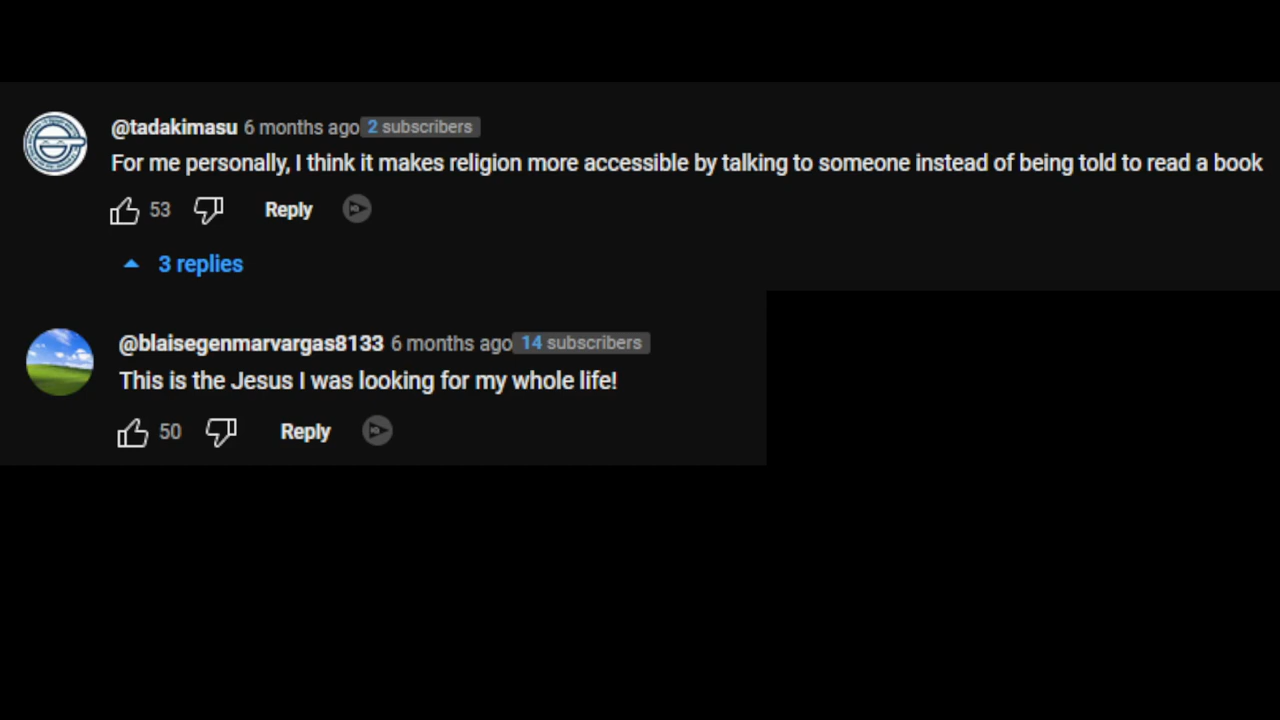 @tadakimasu 6 months ago 2 subscribers
For me personally, I think it makes religion more accessible by talking to someone instead of being told to read a book
53 Reply
3 replies
@blaisegenmarvargas8133 6 months ago 14 subscribers
This is the Jesus I was looking for my whole life!
50 Reply